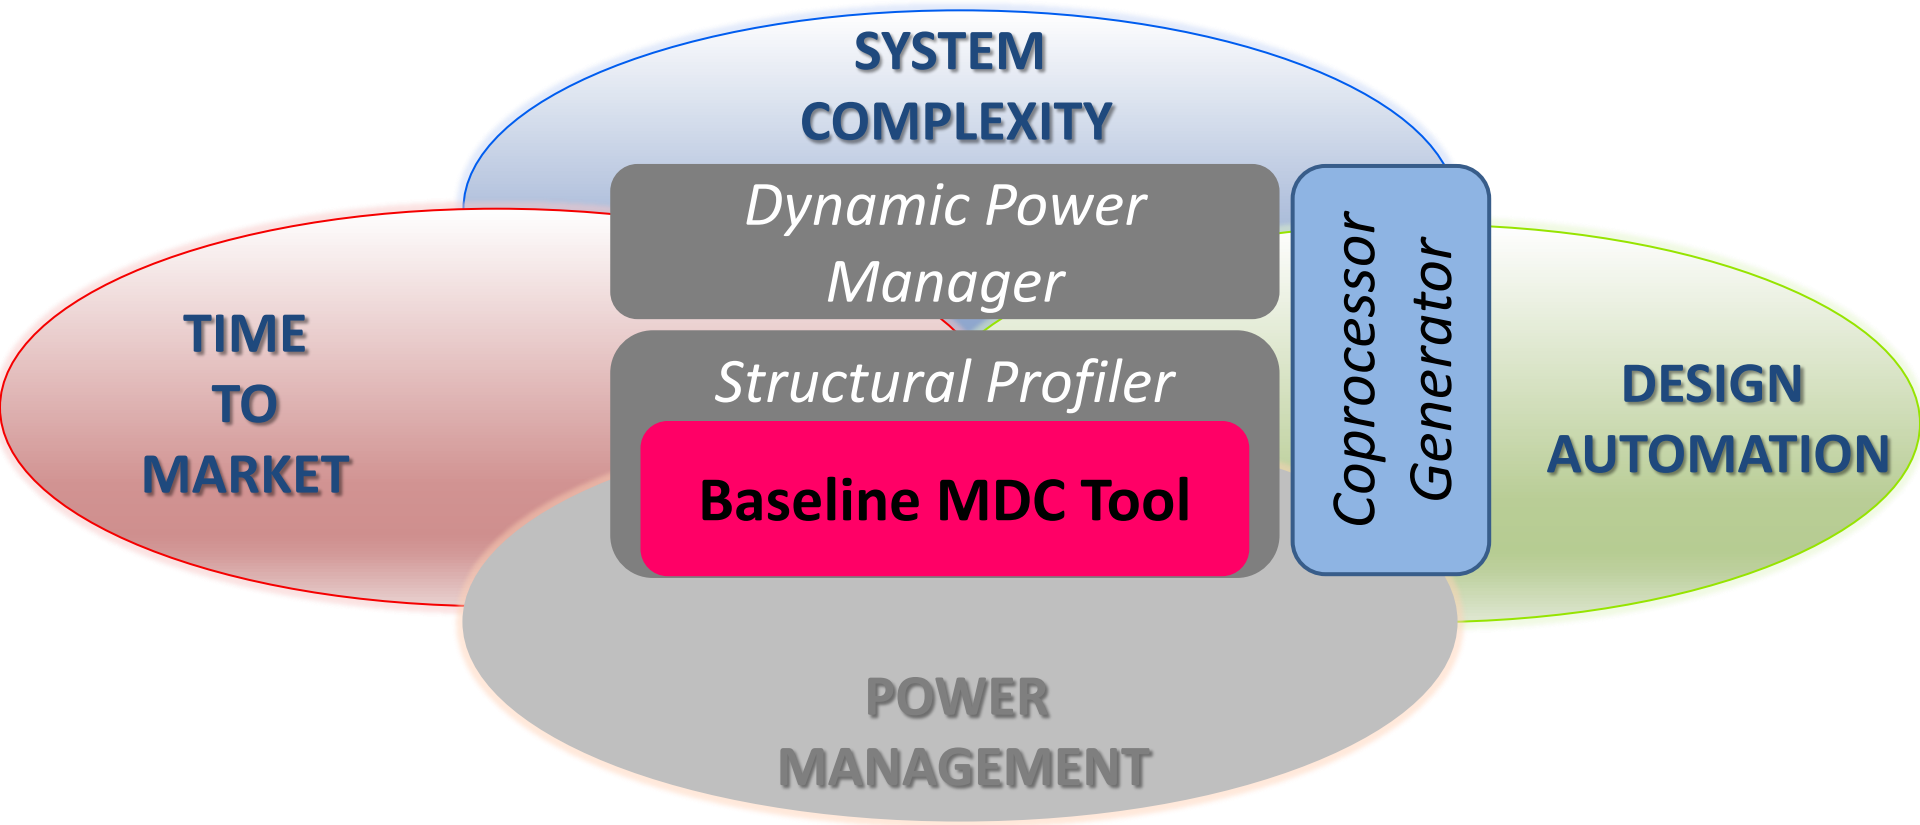 SYSTEM
COMPLEXITY
Dynamic Power
Manager
Coprocessor
Generator
TIME
TO
MARKET
Structural Profiler
Baseline MDC Tool
DESIGN
AUTOMATION
POWER
MANAGEMENT